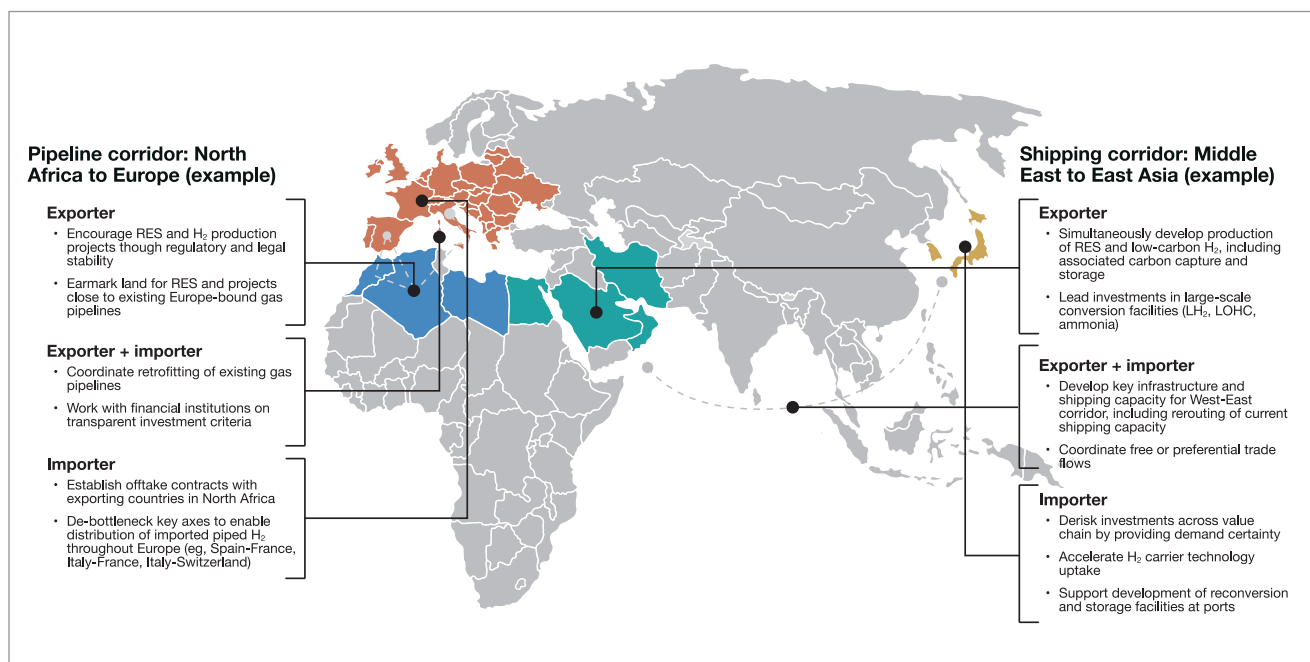 Pipeline corridor: North
Africa to Europe (example)
Exporter
• Encourage RES and H₂ production
projects though regulatory and legal
stability
• Earmark land for RES and projects
close to existing Europe-bound gas
pipelines
Exporter + importer
• Coordinate retrofitting of existing gas
pipelines
• Work with financial institutions on
transparent investment criteria
Importer
• Establish offtake contracts with
exporting countries in North Africa
• De-bottleneck key axes to enable
distribution of imported piped H₂
throughout Europe (eg, Spain-France,
Italy-France, Italy-Switzerland)
Shipping corridor: Middle
East to East Asia (example)
Exporter
• Simultaneously develop
production of RES and low-carbon H₂, including
associated carbon capture and
storage
• Lead investments in large-scale
conversion facilities (LH₂, LOHC,
ammonia)
Exporter + importer
• Develop key infrastructure and
shipping capacity for West-East
corridor, including rerouting of current
shipping capacity
• Coordinate free or preferential trade
flows
Importer
• Derisk investments across value
chain by providing demand certainty
• Accelerate H₂ carrier technology
uptake
• Support development of reconversion
and storage facilities at ports